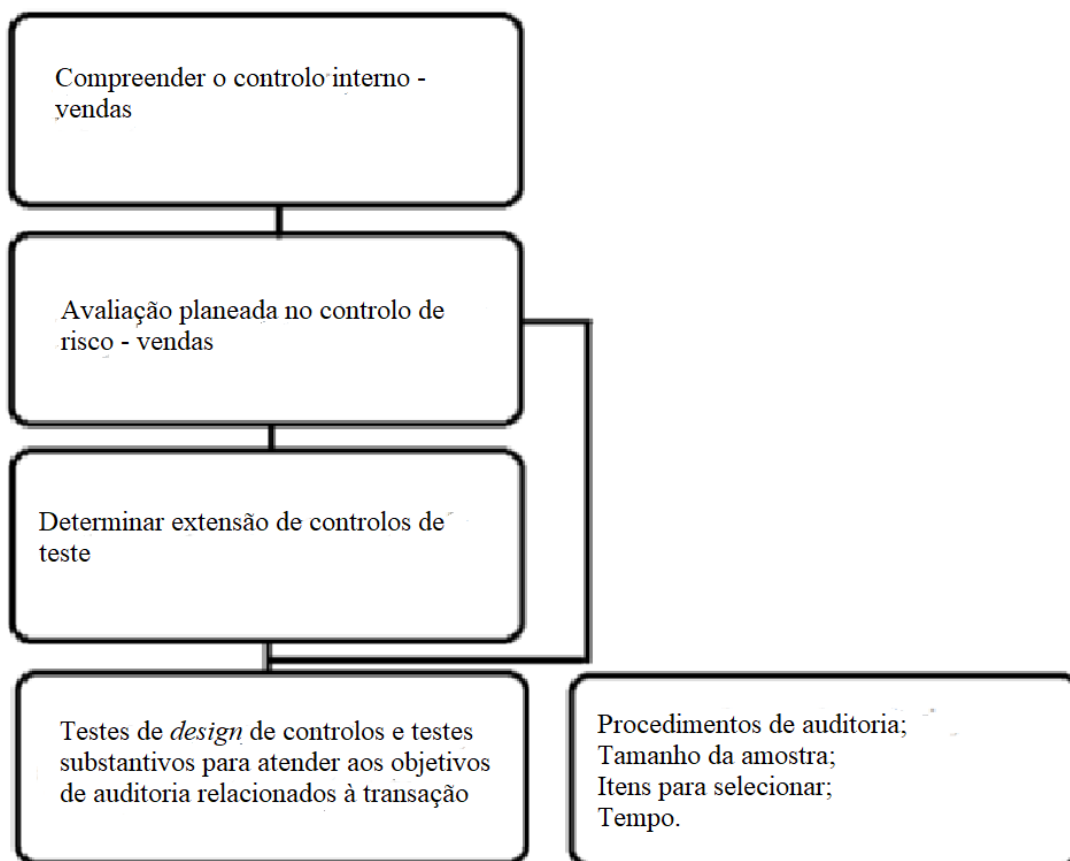 Compreender o controlo interno -
vendas
Avaliação planeada no controlo de
risco - vendas
Determinar extensão de controlos de
teste
Testes de design de controlos e testes
substantivos para atender aos objetivos
de auditoria relacionados à transação
Procedimentos de auditoria;
Tamanho da amostra;
Itens para selecionar;
Tempo.